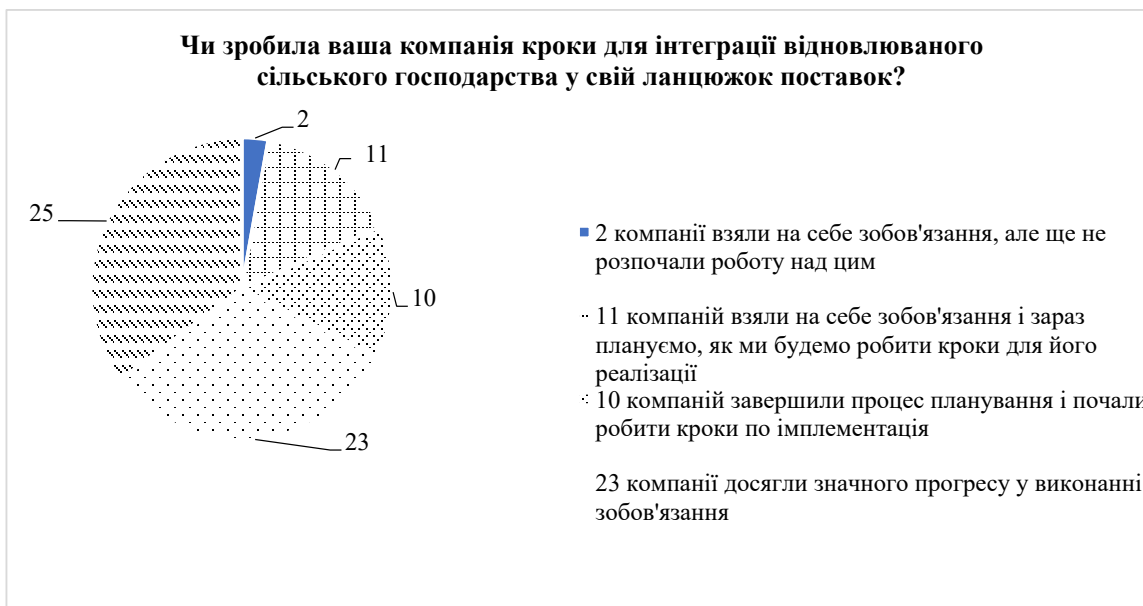 Чи зробила ваша компанія кроки для інтеграції відновлюваного
сільського господарства у свій ланцюжок поставок?
2
11
25
10
23
2 компанії взяли на себе зобов'язання, але ще не
розпочали роботу над цим
11 компаній взяли на себе зобов'язання і зараз
плануємо, як ми будемо робити кроки для його
реалізації
10 компаній завершили процес планування і почали
робити кроки по імплементація
23 компанії досягли значного прогресу у виконанні
зобов'язання